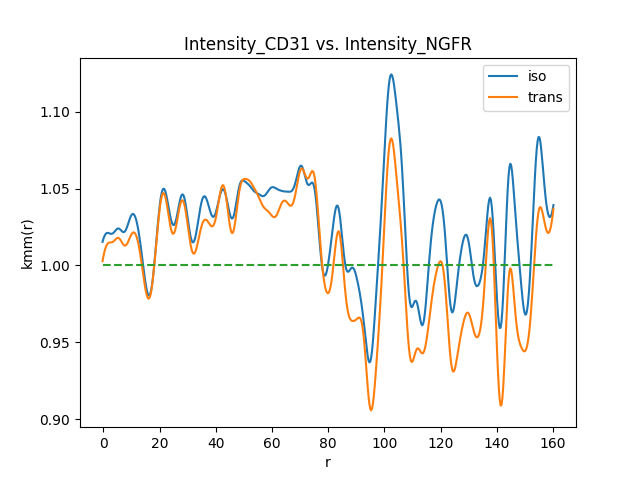 Intensity_CD31 vs. Intensity_NGFR
iso
trans
1.10
1.05
1.00
0.95
0.90
kmm(r)
0 20 40 60 80 100 120 140 160
r